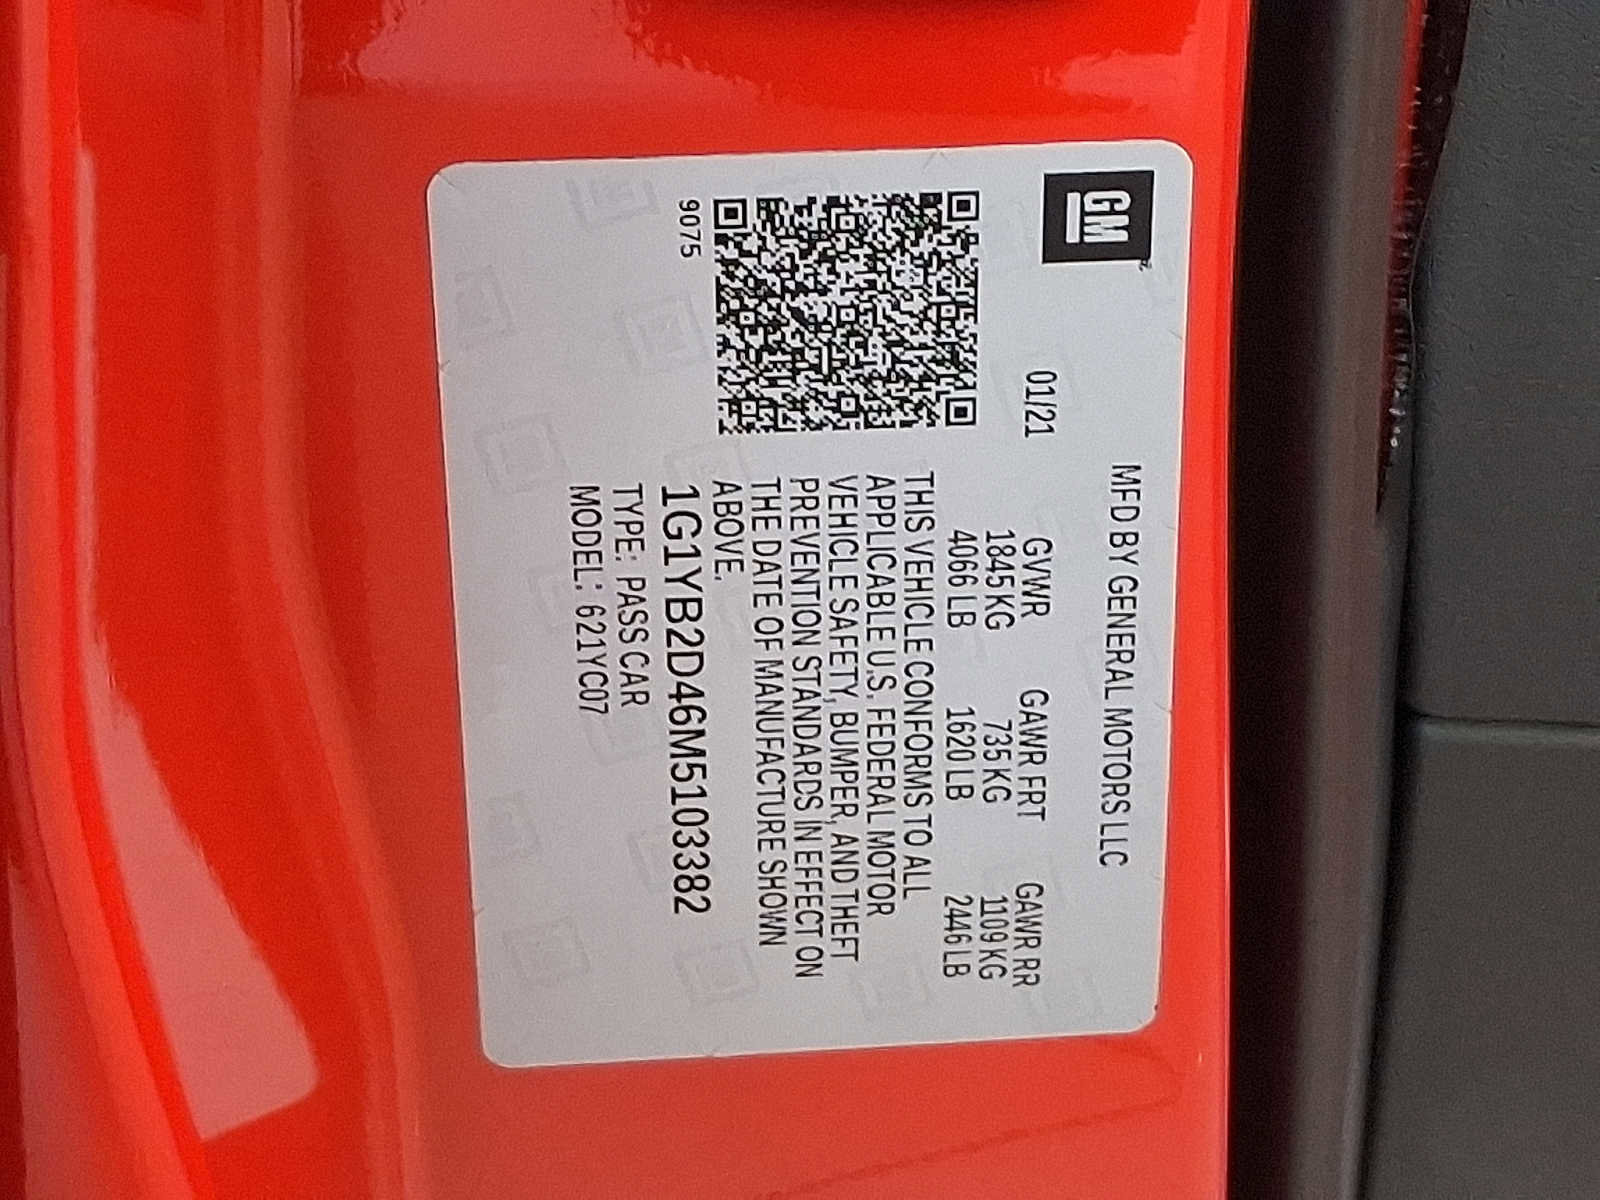 GM
MFD BY GENERAL MOTORS LLC
01/21
GVWR GAWR FRT GAWR RR
1845 KG 735 KG 1109 KG
4066 LB 1620 LB 2446 LB
THIS VEHICLE CONFORMS TO ALL
APPLICABLE U.S. FEDERAL MOTOR
VEHICLE SAFETY, BUMPER, AND THEFT
PREVENTION STANDARDS IN EFFECT ON
THE DATE OF MANUFACTURE SHOWN
ABOVE.
9075
1G1YB2D46M5103382
TYPE: PASS CAR
MODEL: 621YC07